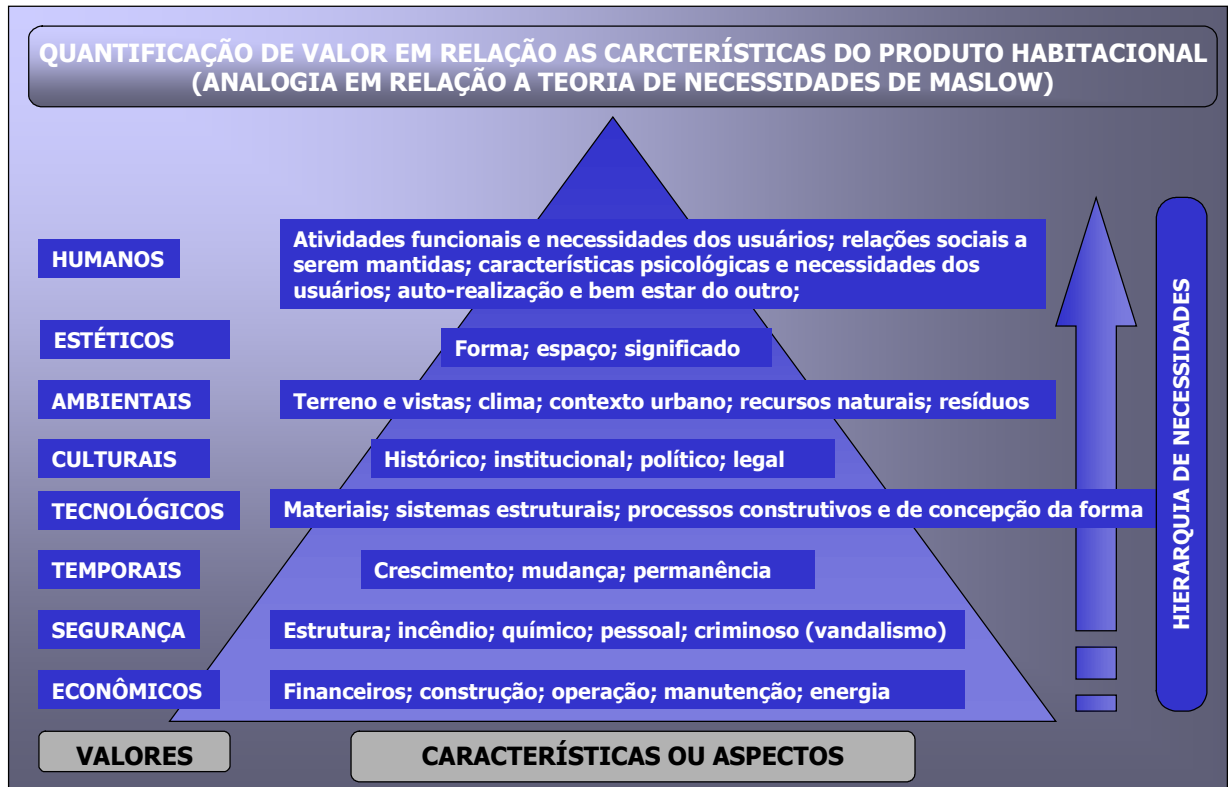 QUANTIFICAÇÃO DE VALOR EM RELAÇÃO AS CARCTERÍSTICAS DO PRODUTO HABITACIONAL
(ANALOGIA EM RELAÇÃO A TEORIA DE NECESSIDADES DE MASLOW)
HUMANOS
Atividades funcionais e necessidades dos usuários; relações sociais a
serem mantidas; características psicológicas e necessidades dos
usuários; auto-realização e bem estar do outro;
ESTÉTICOS
Forma; espaço; significado
AMBIENTAIS
Terreno e vistas; clima; contexto urbano; recursos naturais; resíduos
CULTURAIS
Histórico; institucional; político; legal
TECNOLÓGICOS
Materiais; sistemas estruturais; processos construtivos e de concepção da forma
TEMPORAIS
Crescimento; mudança; permanência
SEGURANÇA
Estrutura; incêndio; químico; pessoal; criminoso (vandalismo)
ECONÔMICOS
Financeiros; construção; operação; manutenção; energia
HIERARQUIA DE NECESSIDADES
VALORES
CARACTERÍSTICAS OU ASPECTOS